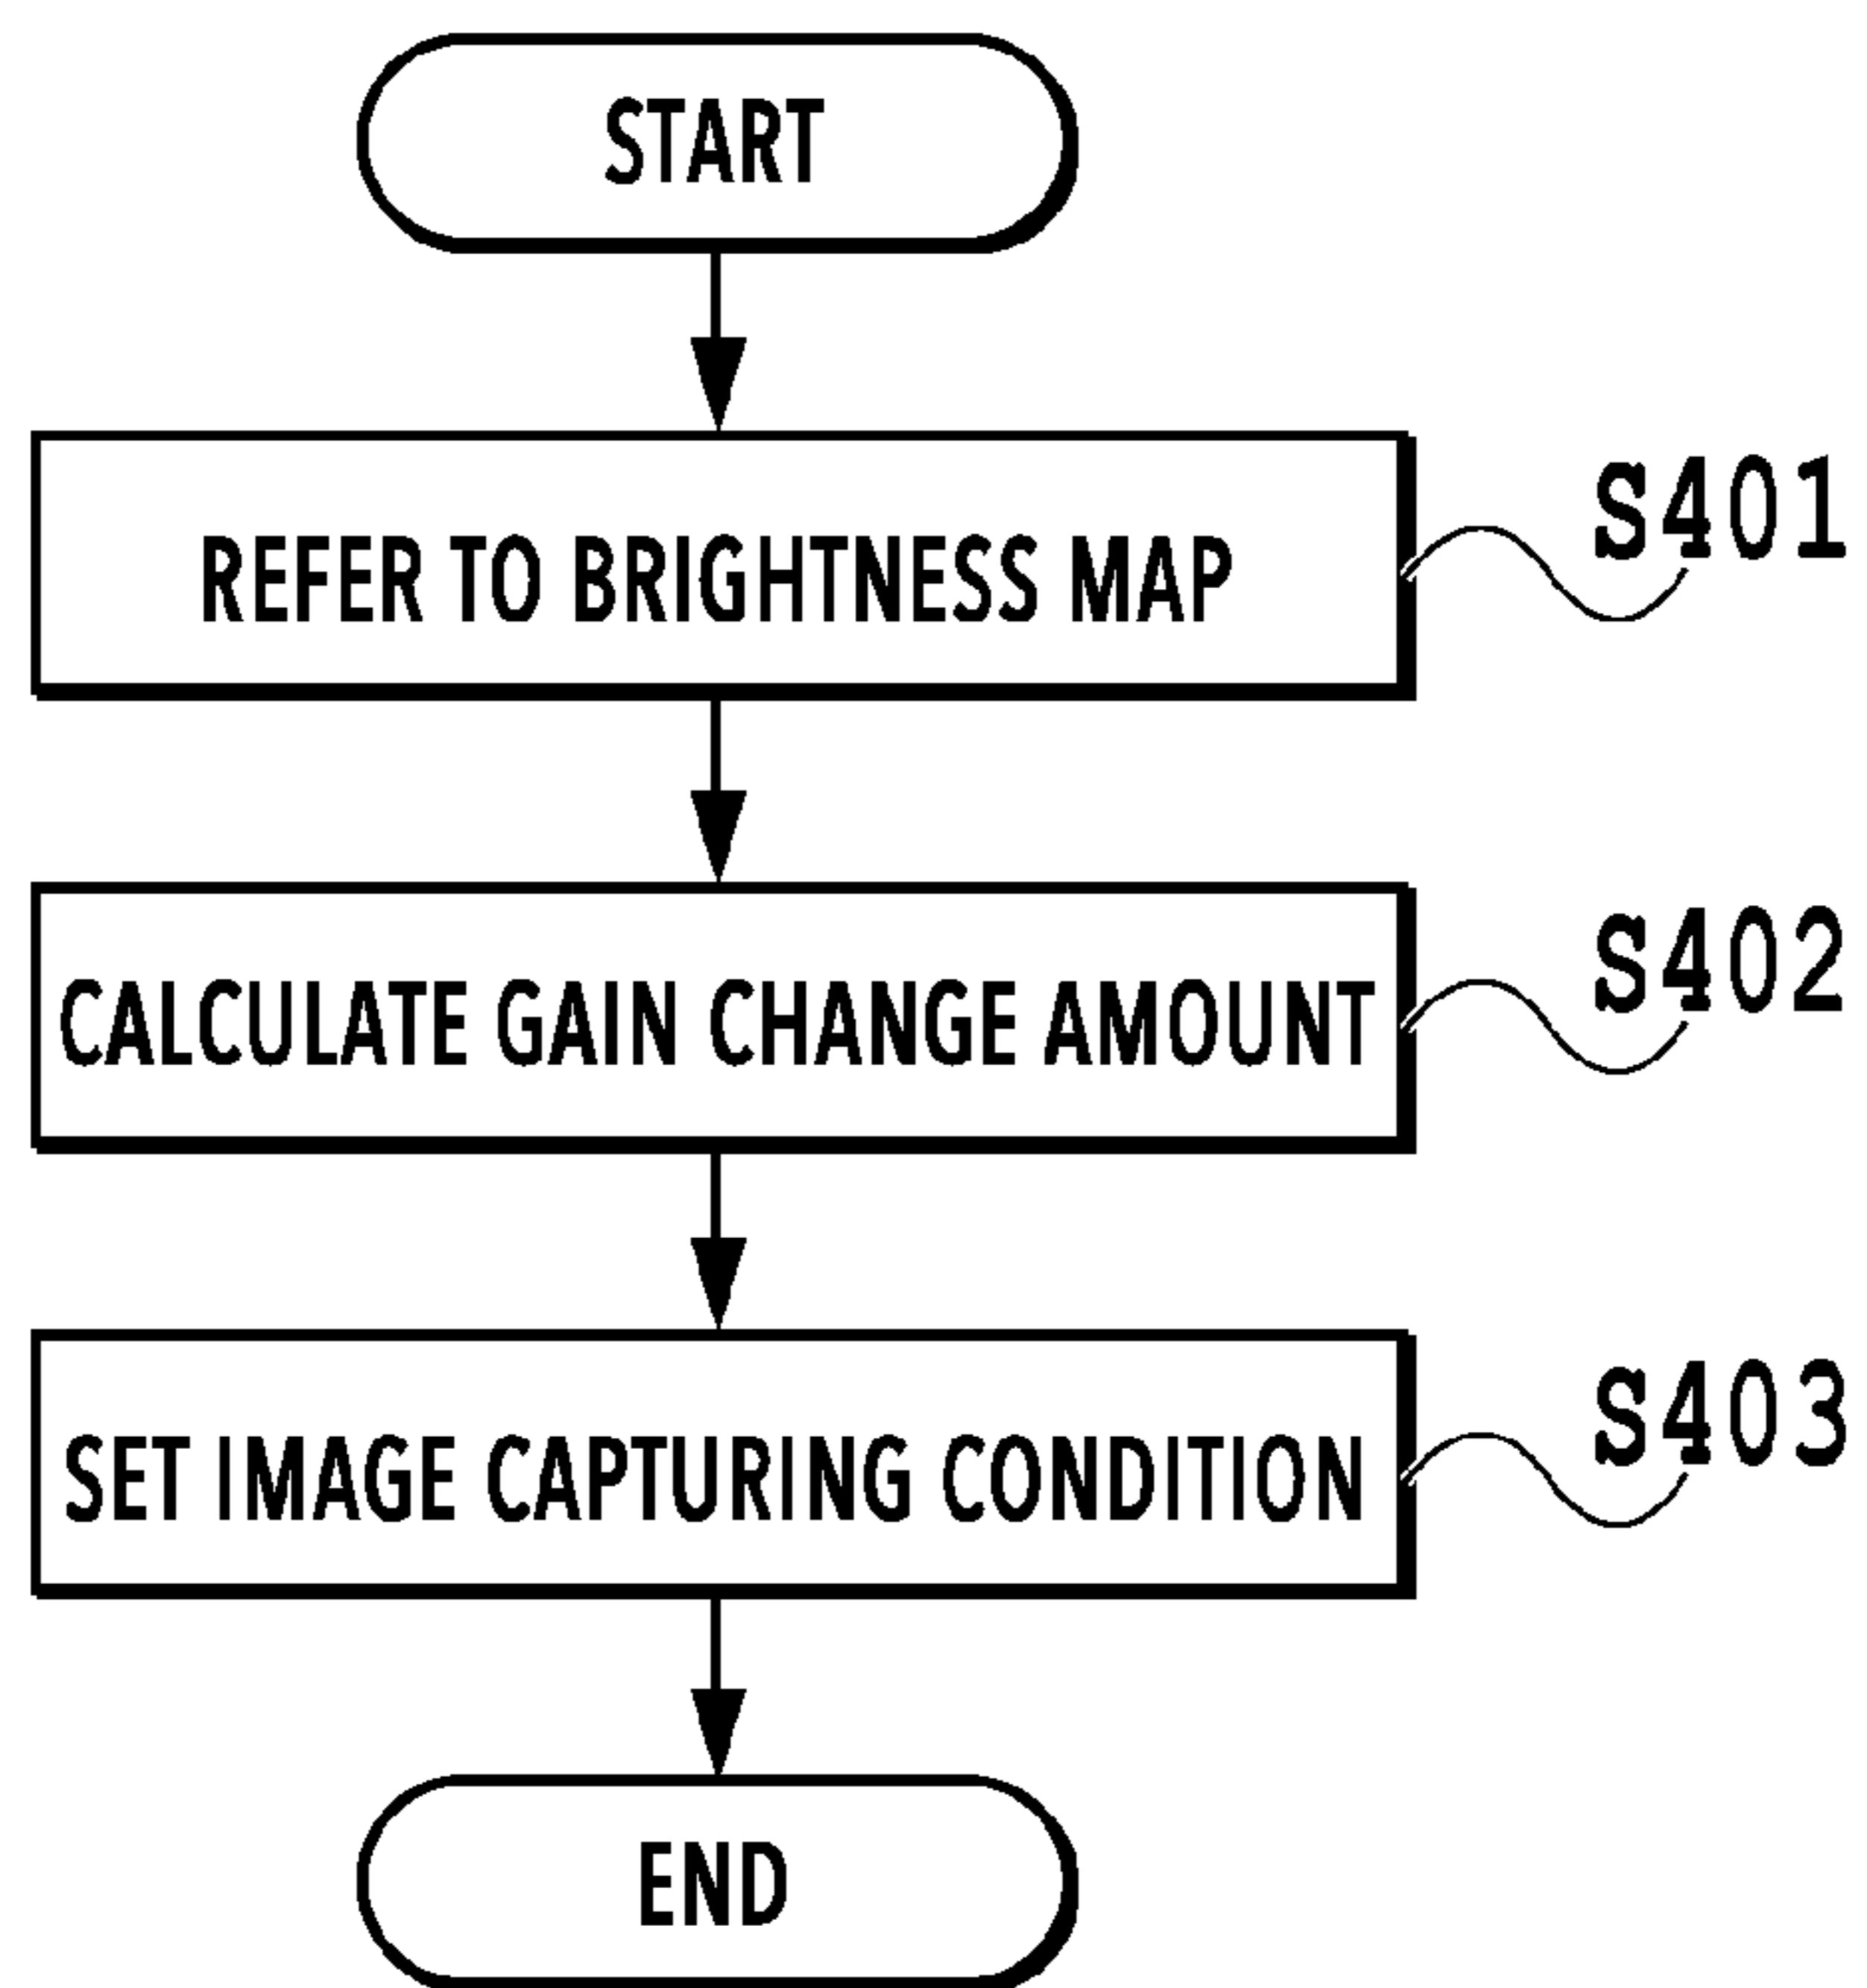 START
REFER TO BRIGHTNESS MAP
S401
CALCULATE GAIN CHANGE AMOUNT
S402
SET IMAGE CAPTURING CONDITION
S403
END